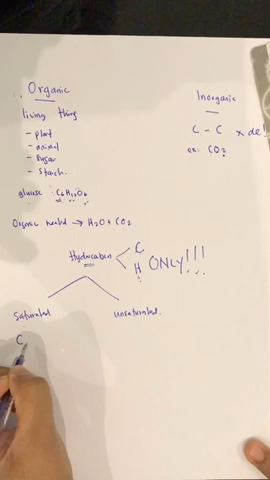 Organic
living thing
- plant
- animal
- sugar
- starch.
glucose : C6H12O6
Organic heated → H2O + CO2
Hydrocarbon
C
H
ONLY!!!
Saturated
unsaturated.
C
Inorganic
C - C x de!
ex: CO2